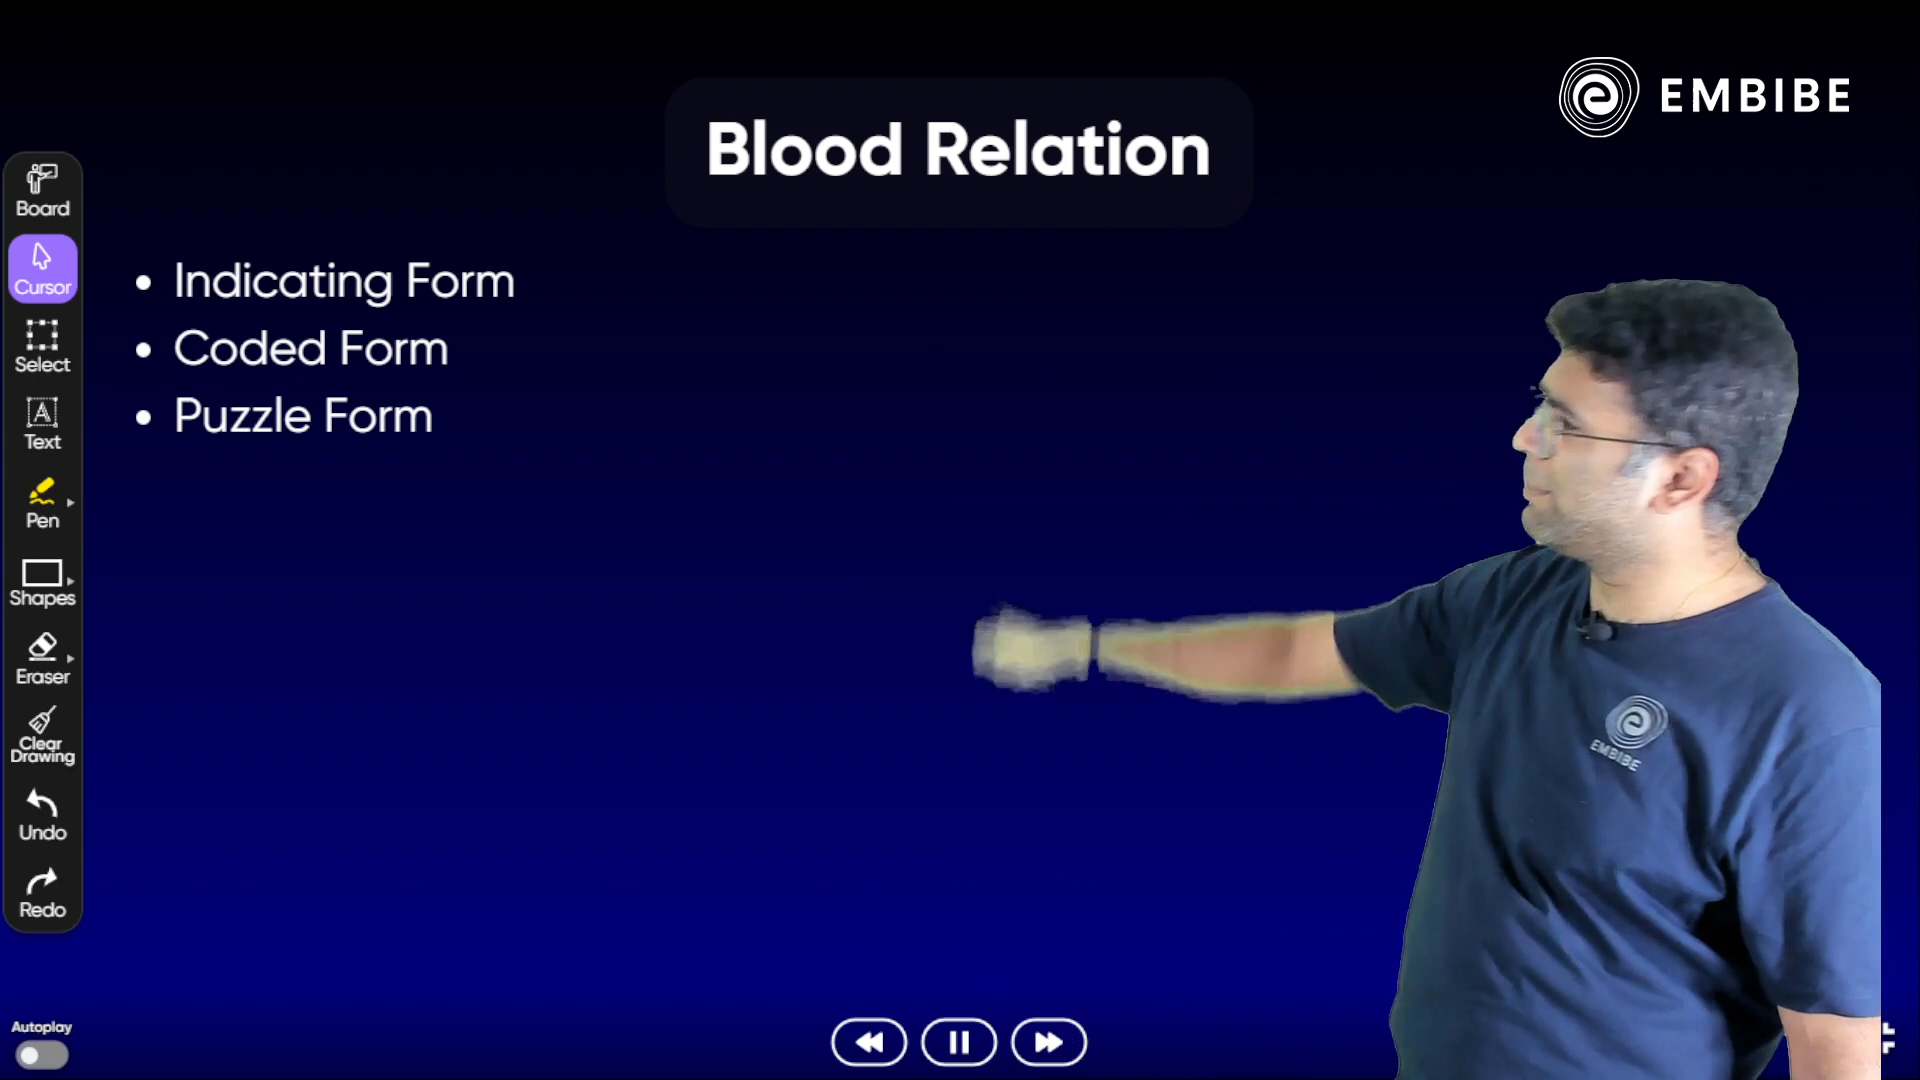 EMBIBE
Blood Relation
Board
Cursor
Select
Text
Pen
Shapes
Eraser
Clear
Drawing
Undo
Redo
Autoplay
• Indicating Form
• Coded Form
• Puzzle Form
EMBIBE